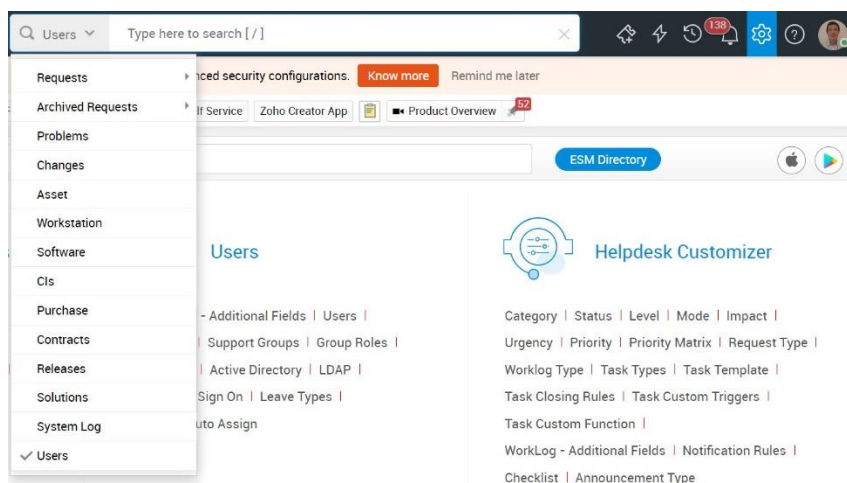 Users Type here to search [ / ] 138
nced security configurations. Know more Remind me later
lf Service Zoho Creator App Product Overview 52
ESM Directory
Requests
Archived Requests
Problems
Changes
Asset
Workstation
Software
CIs
Purchase
Contracts
Releases
Solutions
System Log
Users
Users
- Additional Fields | Users |
| Support Groups | Group Roles |
| Active Directory | LDAP |
Sign On | Leave Types |
uto Assign
Helpdesk Customizer
Category | Status | Level | Mode | Impact |
Urgency | Priority | Priority Matrix | Request Type |
Worklog Type | Task Types | Task Template |
Task Closing Rules | Task Custom Triggers |
Task Custom Function |
WorkLog - Additional Fields | Notification Rules |
Checklist | Announcement Type